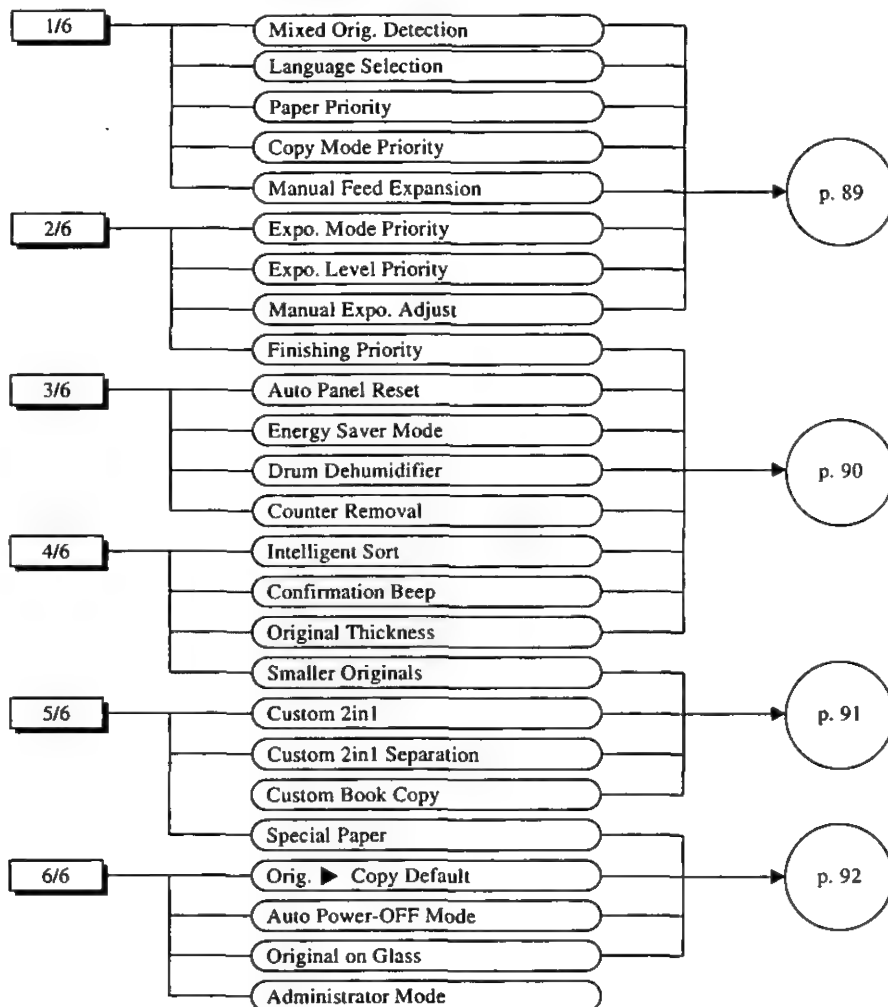 1/6
Mixed Orig. Detection
Language Selection
Paper Priority
Copy Mode Priority
Manual Feed Expansion
p. 89
2/6
Expo. Mode Priority
Expo. Level Priority
Manual Expo. Adjust
Finishing Priority
3/6
Auto Panel Reset
Energy Saver Mode
Drum Dehumidifier
Counter Removal
p. 90
4/6
Intelligent Sort
Confirmation Beep
Original Thickness
Smaller Originals
5/6
Custom 2in1
Custom 2in1 Separation
Custom Book Copy
Special Paper
p. 91
6/6
Orig. ▶ Copy Default
Auto Power-OFF Mode
Original on Glass
Administrator Mode
p. 92